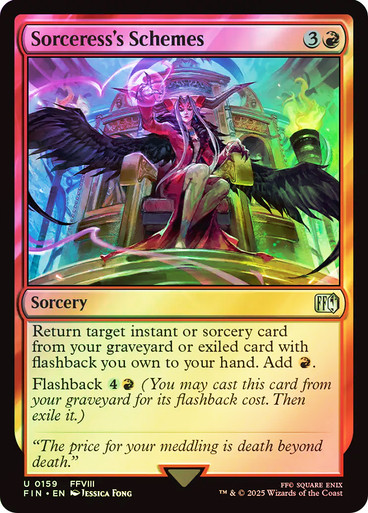 Sorceress's Schemes 3
Sorcery FFVIII
Return target instant or sorcery card
from your graveyard or exiled card with
flashback you own to your hand. Add
Flashback 4 (You may cast this card from
your graveyard for its flashback cost. Then
exile it.)
“The price for your meddling is death beyond
death.”
U 0159 FFVIII FF© SQUARE ENIX
FIN • EN Jessica Fong ™ & © 2025 Wizards of the Coast